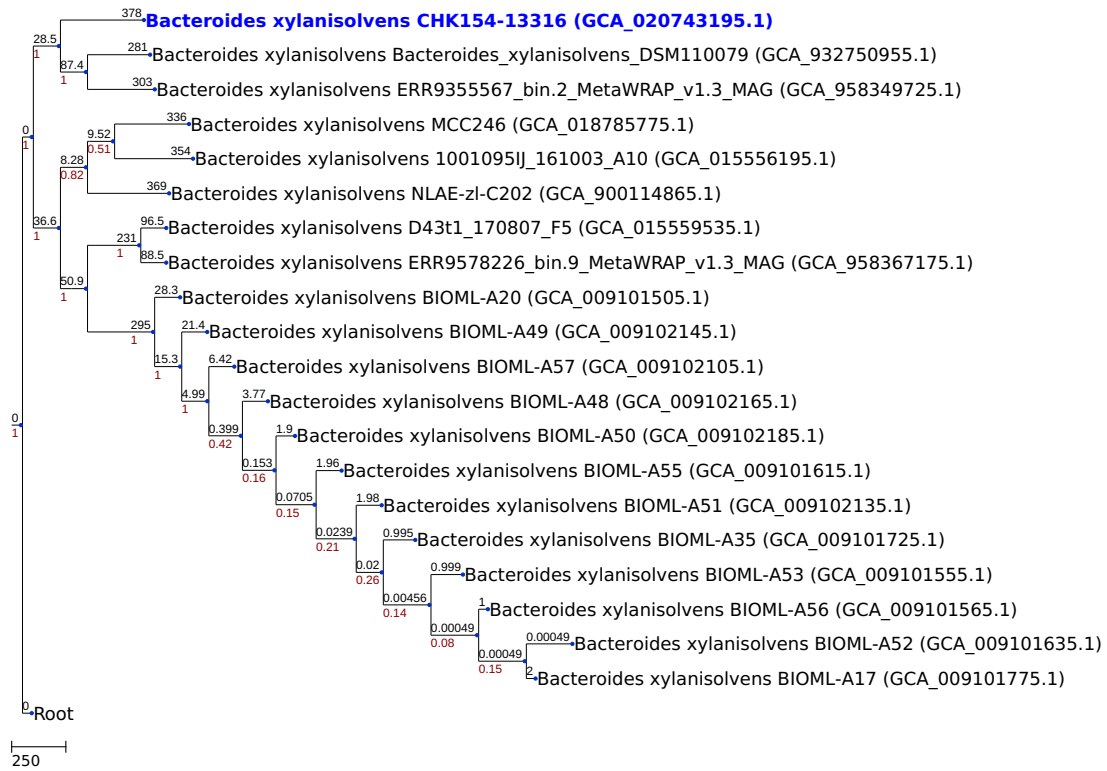 378
Bacteroides xylanisolvens CHK154-13316 (GCA_020743195.1)
28.5
1
281
Bacteroides xylanisolvens Bacteroides_xylanisolvens_DSM110079 (GCA_932750955.1)
87.4
1
303
Bacteroides xylanisolvens ERR9355567_bin.2_MetaWRAP_v1.3_MAG (GCA_958349725.1)
0
1
336
Bacteroides xylanisolvens MCC246 (GCA_018785775.1)
9.52
0.51
354
Bacteroides xylanisolvens 1001095IJ_161003_A10 (GCA_015556195.1)
8.28
0.82
369
Bacteroides xylanisolvens NLAE-zl-C202 (GCA_900114865.1)
36.6
1
96.5
Bacteroides xylanisolvens D43t1_170807_F5 (GCA_015559535.1)
231
1
88.5
Bacteroides xylanisolvens ERR9578226_bin.9_MetaWRAP_v1.3_MAG (GCA_958367175.1)
50.9
1
28.3
Bacteroides xylanisolvens BIOML-A20 (GCA_009101505.1)
295
1
21.4
Bacteroides xylanisolvens BIOML-A49 (GCA_009102145.1)
15.3
1
6.42
Bacteroides xylanisolvens BIOML-A57 (GCA_009102105.1)
4.99
1
3.77
Bacteroides xylanisolvens BIOML-A48 (GCA_009102165.1)
0.399
0.42
1.9
Bacteroides xylanisolvens BIOML-A50 (GCA_009102185.1)
0.153
0.16
1.96
Bacteroides xylanisolvens BIOML-A55 (GCA_009101615.1)
0.0705
0.15
1.98
Bacteroides xylanisolvens BIOML-A51 (GCA_009102135.1)
0.0239
0.21
0.995
Bacteroides xylanisolvens BIOML-A35 (GCA_009101725.1)
0.02
0.26
0.999
Bacteroides xylanisolvens BIOML-A53 (GCA_009101555.1)
0.00456
0.14
1
Bacteroides xylanisolvens BIOML-A56 (GCA_009101565.1)
0.00049
0.08
0.00049
Bacteroides xylanisolvens BIOML-A52 (GCA_009101635.1)
0.00049
0.15
2
Bacteroides xylanisolvens BIOML-A17 (GCA_009101775.1)
0
1
0
Root
250